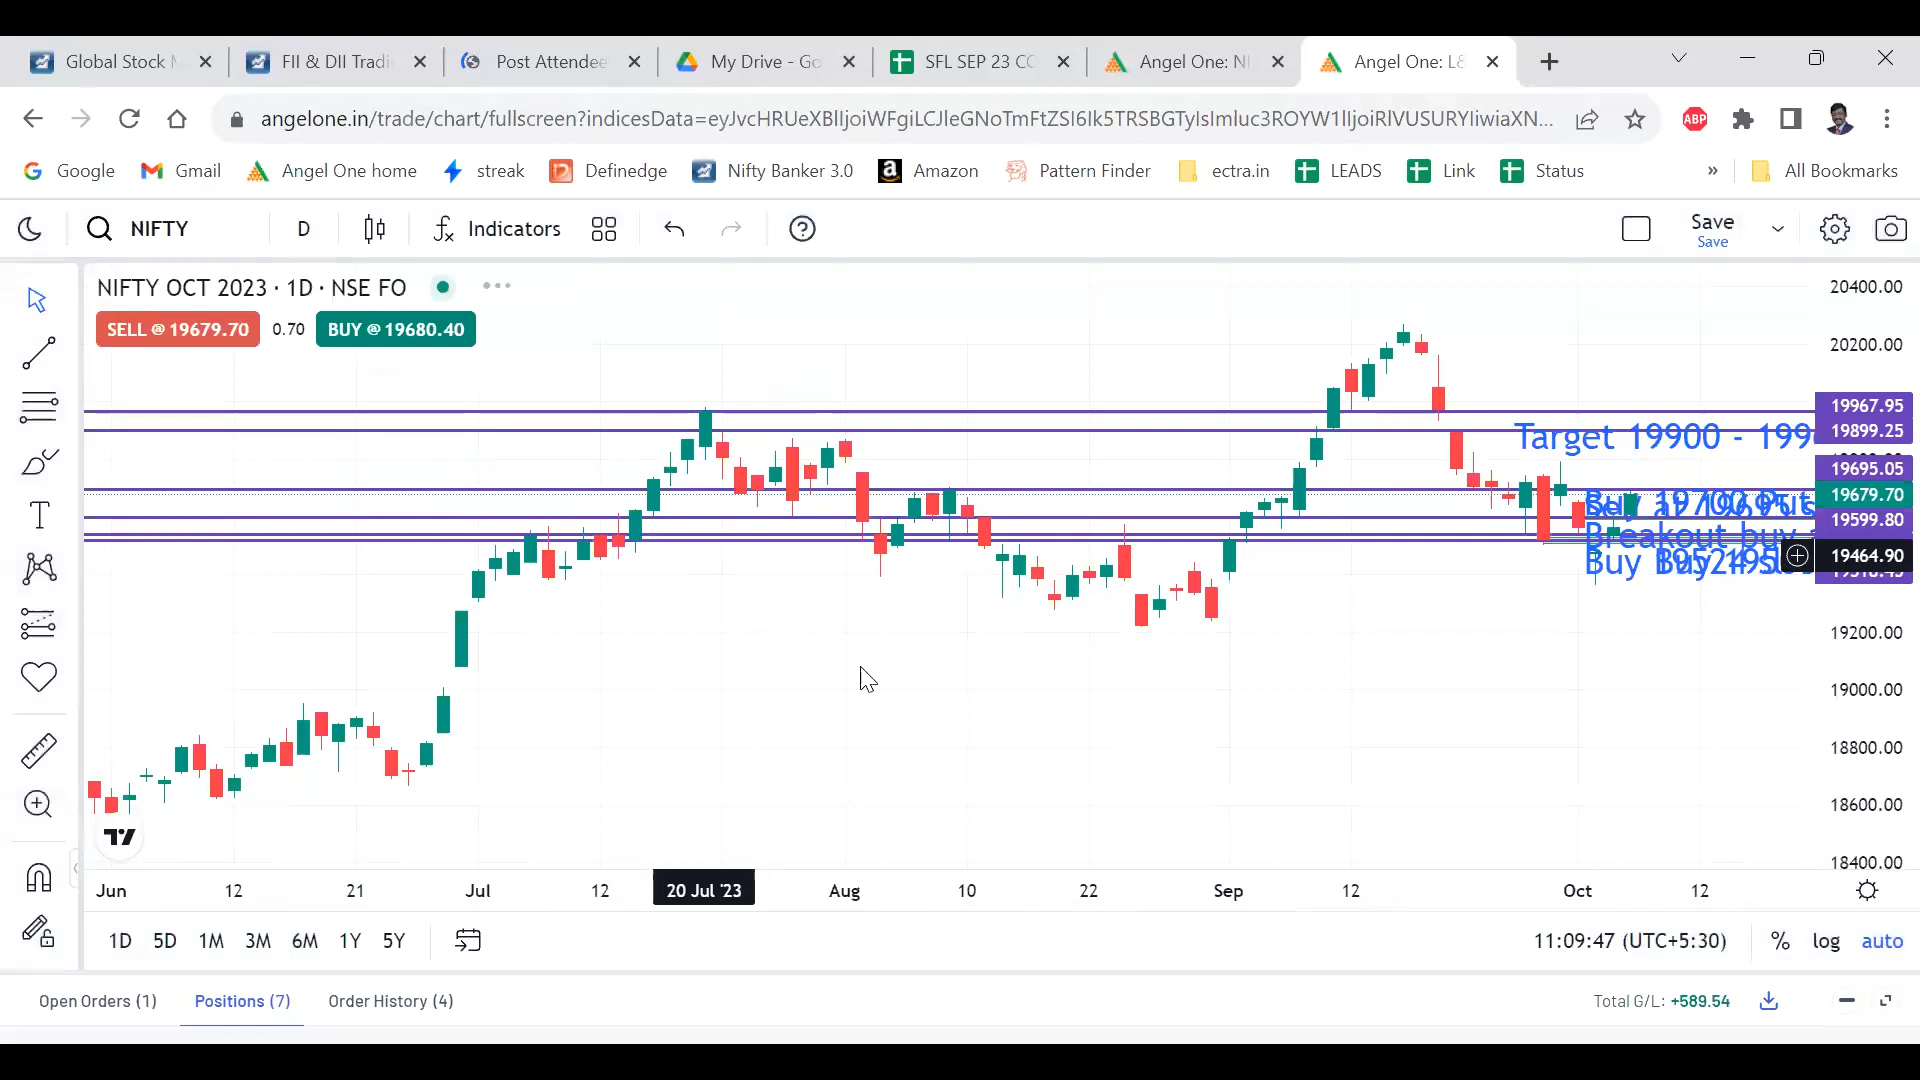 Global Stock M
FII & DII Tradi
Post Attendee
My Drive - Go
SFL SEP 23 CC
Angel One: NI
Angel One: L&
angelone.in/trade/chart/fullscreen?indicesData=eyJvcHRUeXBlIjoiWFgiLCJleGNoTmFtZSI6Ik5TRSBGTyIsImluc3ROYW1lIjoiRlVUSURYIiwiaXN...
ABP
Google
Gmail
Angel One home
streak
Definedge
Nifty Banker 3.0
Amazon
Pattern Finder
ectra.in
LEADS
Link
Status
»
All Bookmarks
NIFTY
D
Indicators
Save
Save
NIFTY OCT 2023 · 1D · NSE FO
SELL @ 19679.70
0.70
BUY @ 19680.40
20400.00
20200.00
19967.95
19899.25
Target 19900 -
19695.05
19679.70
19599.80
Breakout buy
19464.90
19200.00
19000.00
18800.00
18600.00
18400.00
Jun
12
21
Jul
12
20 Jul '23
Aug
10
22
Sep
12
Oct
12
1D
5D
1M
3M
6M
1Y
5Y
11:09:47 (UTC+5:30)
%
log
auto
Open Orders (1)
Positions (7)
Order History (4)
Total G/L: +589.54